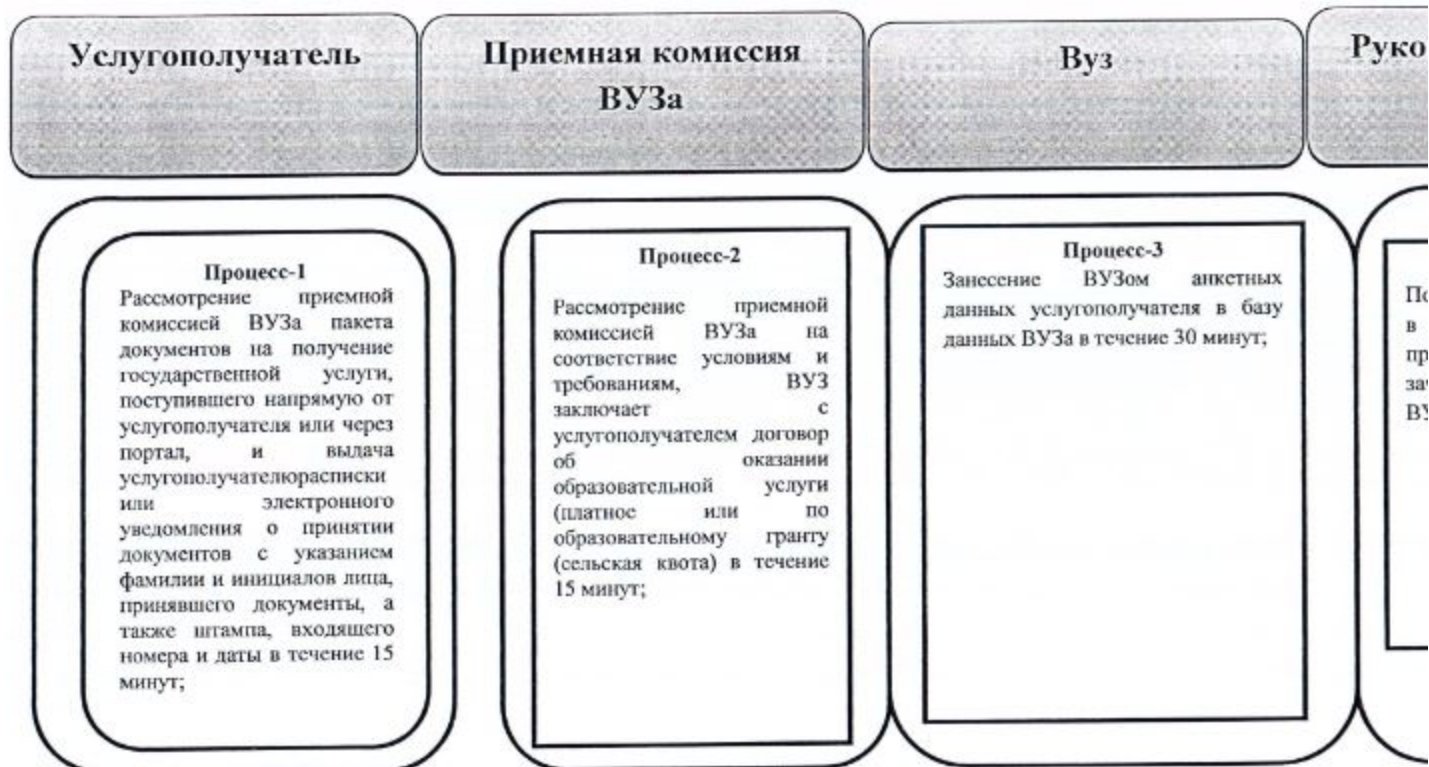 Услугополучатель
Приемная комиссия
ВУЗа
Вуз
Руко
Процесс-1
Рассмотрение приемной
комиссией ВУЗа пакета
документов на получение
государственной услуги,
поступившего напрямую от
услугополучателя или через
портал, и выдача
услугополучателюрасписки
или электронного
уведомления о принятии
документов с указанием
фамилии и инициалов лица,
принявшего документы, а
также штампа, входящего
номера и даты в течение 15
минут;
Процесс-2
Рассмотрение приемной
комиссией ВУЗа на
соответствие условиям и
требованиям, ВУЗ
заключает с
услугополучателем договор
об оказании
образовательной услуги
(платное или по
образовательному гранту
(сельская квота) в течение
15 минут;
Процесс-3
Занесение ВУЗом анкетных
данных услугополучателя в базу
данных ВУЗа в течение 30 минут;
По
в
пр
зач
ВУ